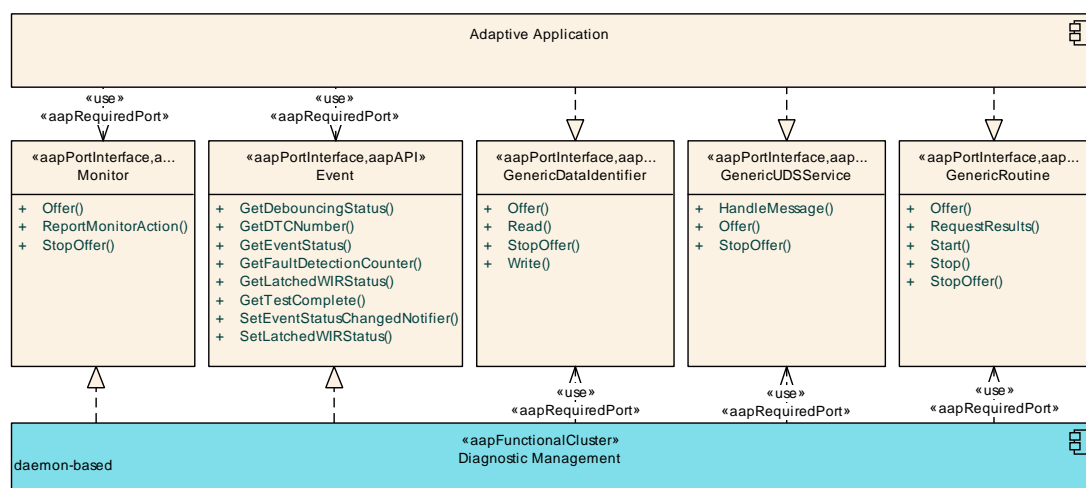 Adaptive Application
«use»
«aapRequiredPort»
«use»
«aapRequiredPort»
«aapPortInterface,a...
Monitor
+ Offer()
+ ReportMonitorAction()
+ StopOffer()
«aapPortInterface,aapAPI»
Event
+ GetDebouncingStatus()
+ GetDTCNumber()
+ GetEventStatus()
+ GetFaultDetectionCounter()
+ GetLatchedWIRStatus()
+ GetTestComplete()
+ SetEventStatusChangedNotifier()
+ SetLatchedWIRStatus()
«aapPortInterface,aap...
GenericDataIdentifier
+ Offer()
+ Read()
+ StopOffer()
+ Write()
«aapPortInterface,aap...
GenericUDSService
+ HandleMessage()
+ Offer()
+ StopOffer()
«aapPortInterface,aap...
GenericRoutine
+ Offer()
+ RequestResults()
+ Start()
+ Stop()
+ StopOffer()
«use»
«aapRequiredPort»
«use»
«aapRequiredPort»
«use»
«aapRequiredPort»
«aapFunctionalCluster»
Diagnostic Management
daemon-based